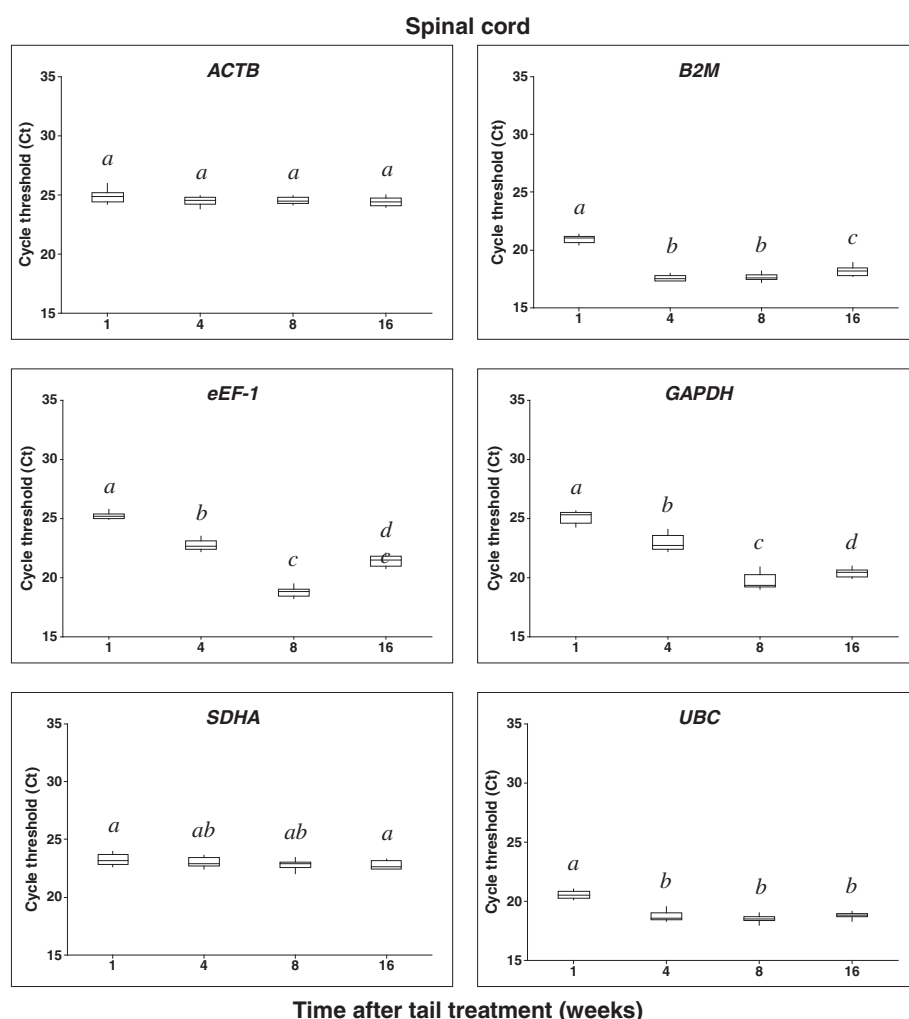 Spinal cord
ACTB
Cycle threshold (Ct)
35
30
25
20
15
a a a a
1 4 8 16
B2M
Cycle threshold (Ct)
35
30
25
20
15
a b b c
1 4 8 16
eEF-1
Cycle threshold (Ct)
35
30
25
20
15
a b c d
c
1 4 8 16
GAPDH
Cycle threshold (Ct)
35
30
25
20
15
a b c d
1 4 8 16
SDHA
Cycle threshold (Ct)
35
30
25
20
15
a ab ab a
1 4 8 16
UBC
Cycle threshold (Ct)
35
30
25
20
15
a b b b
1 4 8 16
Time after tail treatment (weeks)